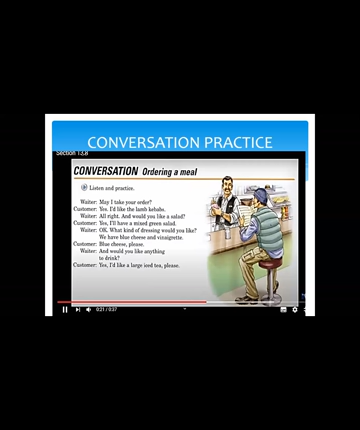 CONVERSATION PRACTICE
Section 13.8
CONVERSATION Ordering a meal
Listen and practice.
Waiter: May I take your order?
Customer: Yes. I'd like the lamb kebabs.
Waiter: All right. And would you like a salad?
Customer: Yes, I'll have a mixed green salad.
Waiter: OK. What kind of dressing would you like?
We have blue cheese and vinaigrette.
Customer: Blue cheese, please.
Waiter: And would you like anything
to drink?
Customer: Yes, I'd like a large iced tea, please.
0:21 / 0:37